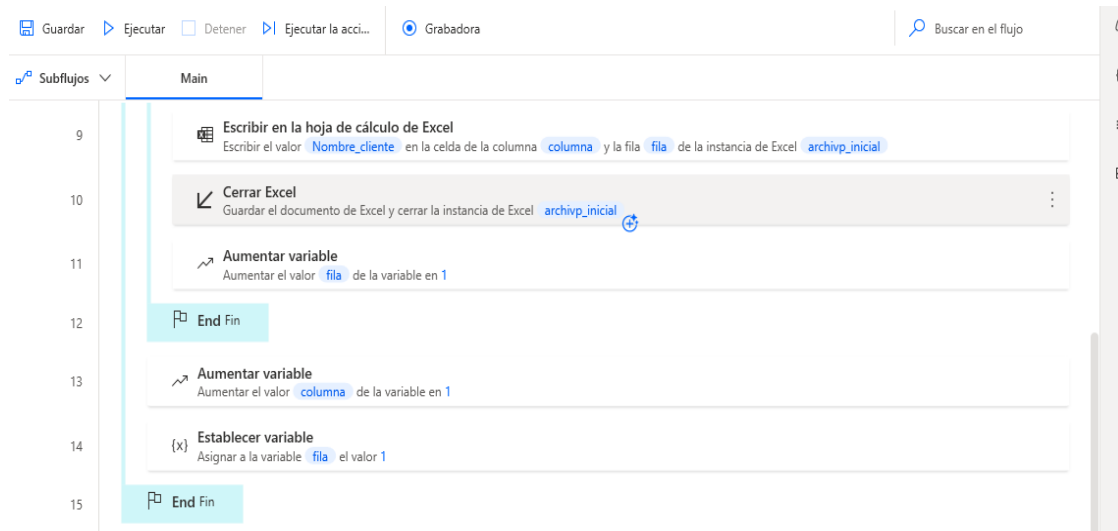 Guardar Ejecutar Detener Ejecutar la acci... Grabadora Buscar en el flujo
Subflujos Main
9 Escribir en la hoja de cálculo de Excel
Escribir el valor Nombre_cliente en la celda de la columna columna y la fila fila de la instancia de Excel archivp_inicial
10 Cerrar Excel
Guardar el documento de Excel y cerrar la instancia de Excel archivp_inicial
11 Aumentar variable
Aumentar el valor fila de la variable en 1
12 End Fin
13 Aumentar variable
Aumentar el valor columna de la variable en 1
14 {x} Establecer variable
Asignar a la variable fila el valor 1
15 End Fin